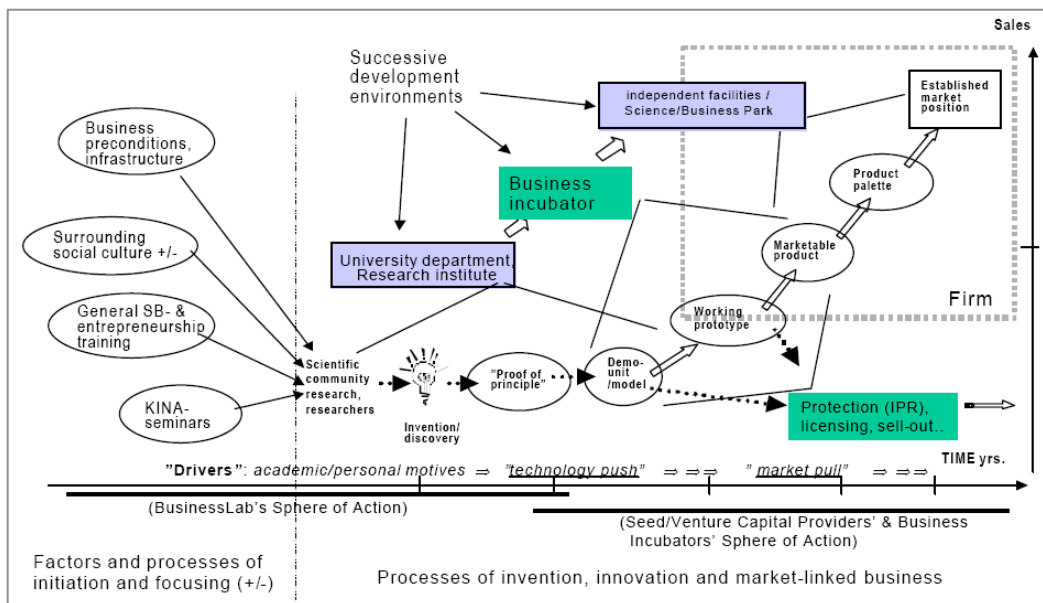 Sales
Successive
development
environments
independent facilities /
Science/Business Park
Established
market
position
Business
preconditions,
infrastructure
Product
palette
Business
incubator
Surrounding
social culture +/-
University department,
Research institute
Marketable
product
General SB- &
entrepreneurship
training
Firm
Working
prototype
Scientific
community
research,
researchers
"Proof of
principle"
Demo-
unit
/model
KINA-
seminars
Invention/
discovery
Protection (IPR),
licensing, sell-out..
TIME yrs.
"Drivers": academic/personal motives ⇒ "technology push" ⇒ ⇒ ⇒ " market pull" ⇒ ⇒ ⇒
(BusinessLab's Sphere of Action)
(Seed/Venture Capital Providers' & Business
Incubators' Sphere of Action)
Factors and processes of
initiation and focusing (+/-)
Processes of invention, innovation and market-linked business